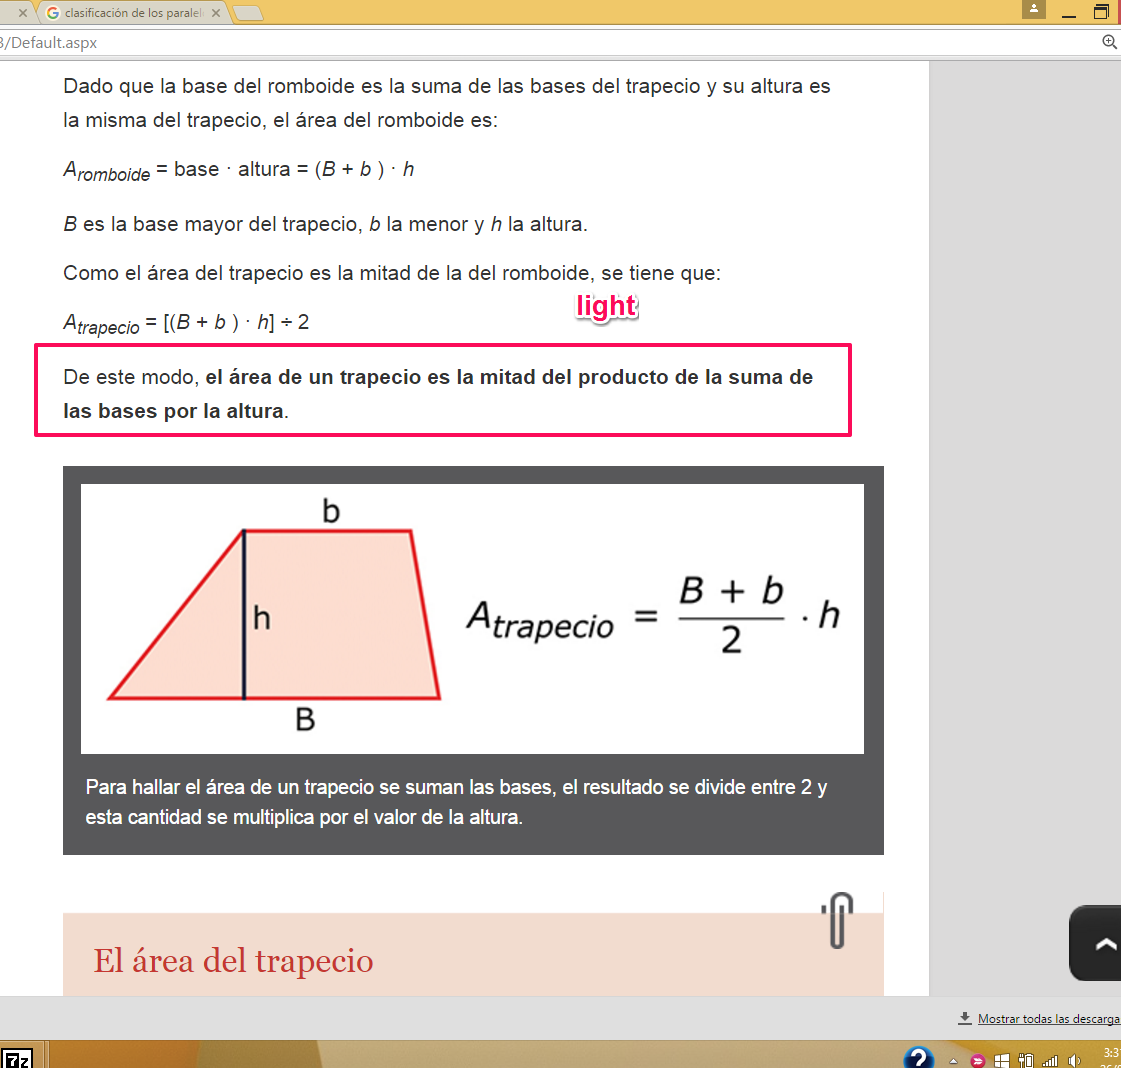 clasificación de los paralel
3/Default.aspx
Dado que la base del romboide es la suma de las bases del trapecio y su altura es
la misma del trapecio, el área del romboide es:
Aromboide = base · altura = (B + b ) · h
B es la base mayor del trapecio, b la menor y h la altura.
Como el área del trapecio es la mitad de la del romboide, se tiene que:
light
Atrapecio = [(B + b ) · h] ÷ 2
De este modo, el área de un trapecio es la mitad del producto de la suma de
las bases por la altura.
b
h
B
Atrapecio = B + b / 2 · h
Para hallar el área de un trapecio se suman las bases, el resultado se divide entre 2 y
esta cantidad se multiplica por el valor de la altura.
El área del trapecio
Mostrar todas las descarga
7z
3:3